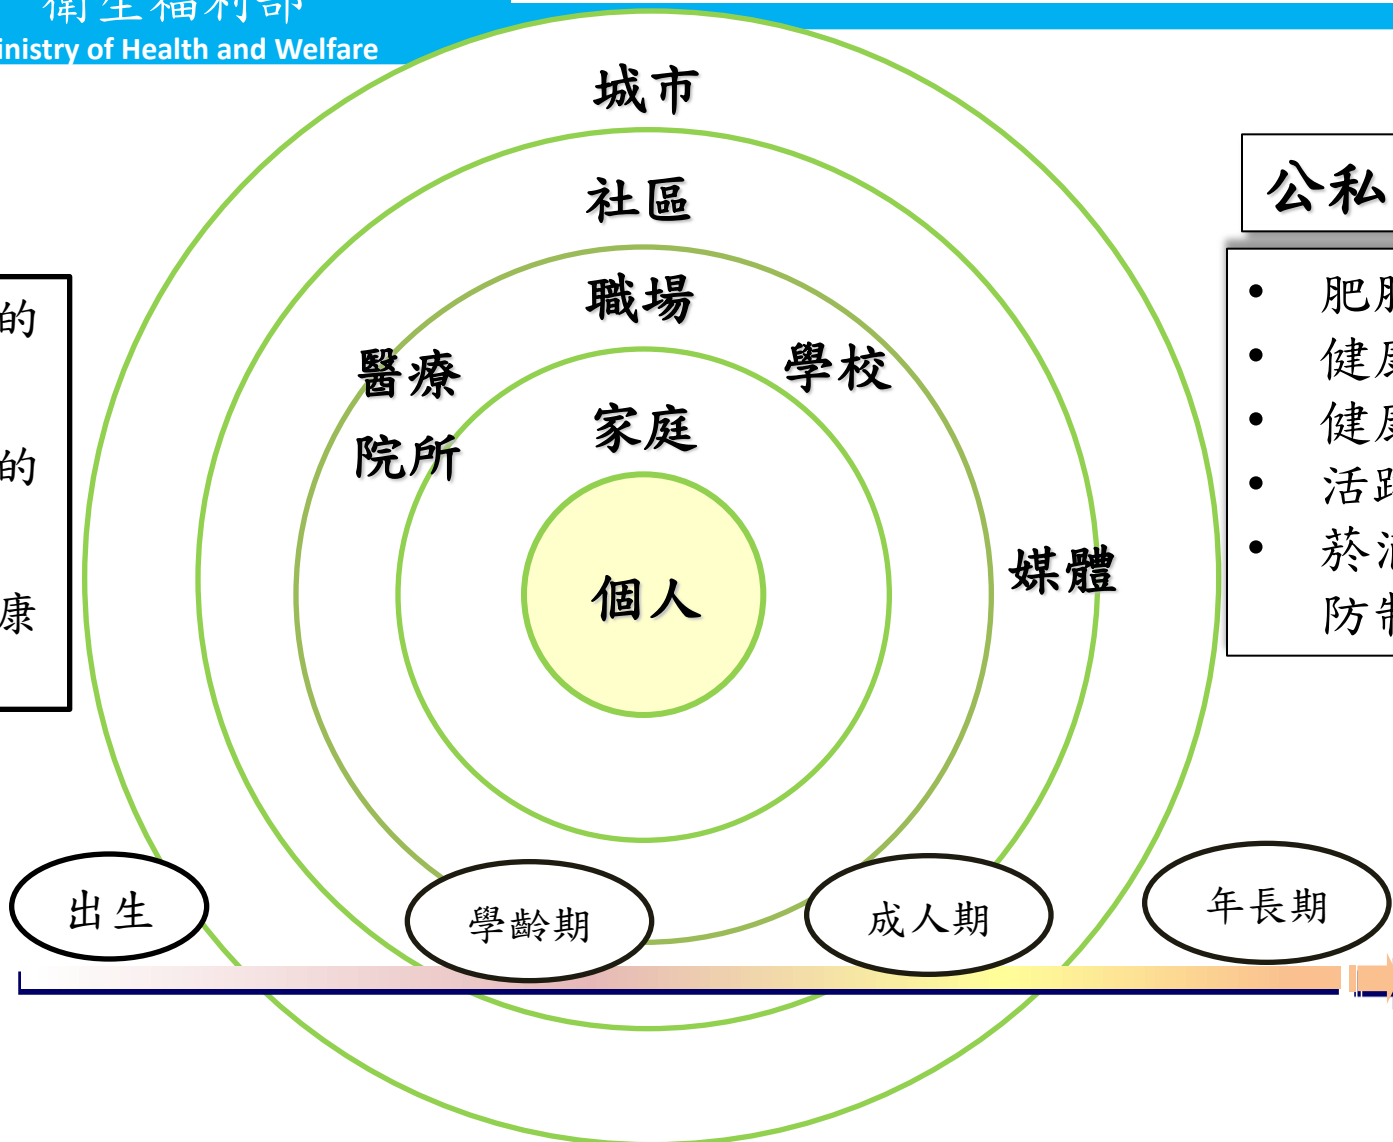 衛生福利部
inistry of Health and Welfare
城市
社區
職場
醫療
院所
學校
家庭
個人
媒體
的
的
康
公私
• 肥
• 健
• 健
• 活
• 菸
防
出生
學齡期
成人期
年長期